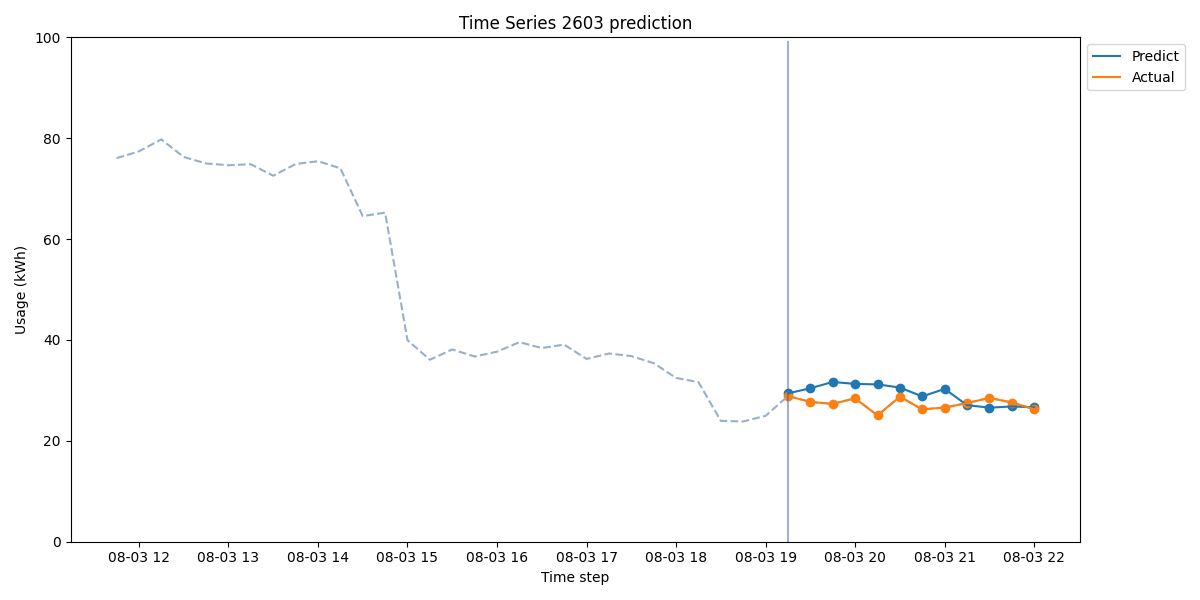 Time Series 2603 prediction
100
80
60
40
20
0
Usage (kWh)
08-03 12 08-03 13 08-03 14 08-03 15 08-03 16 08-03 17 08-03 18 08-03 19 08-03 20 08-03 21 08-03 22
Time step
Predict
Actual